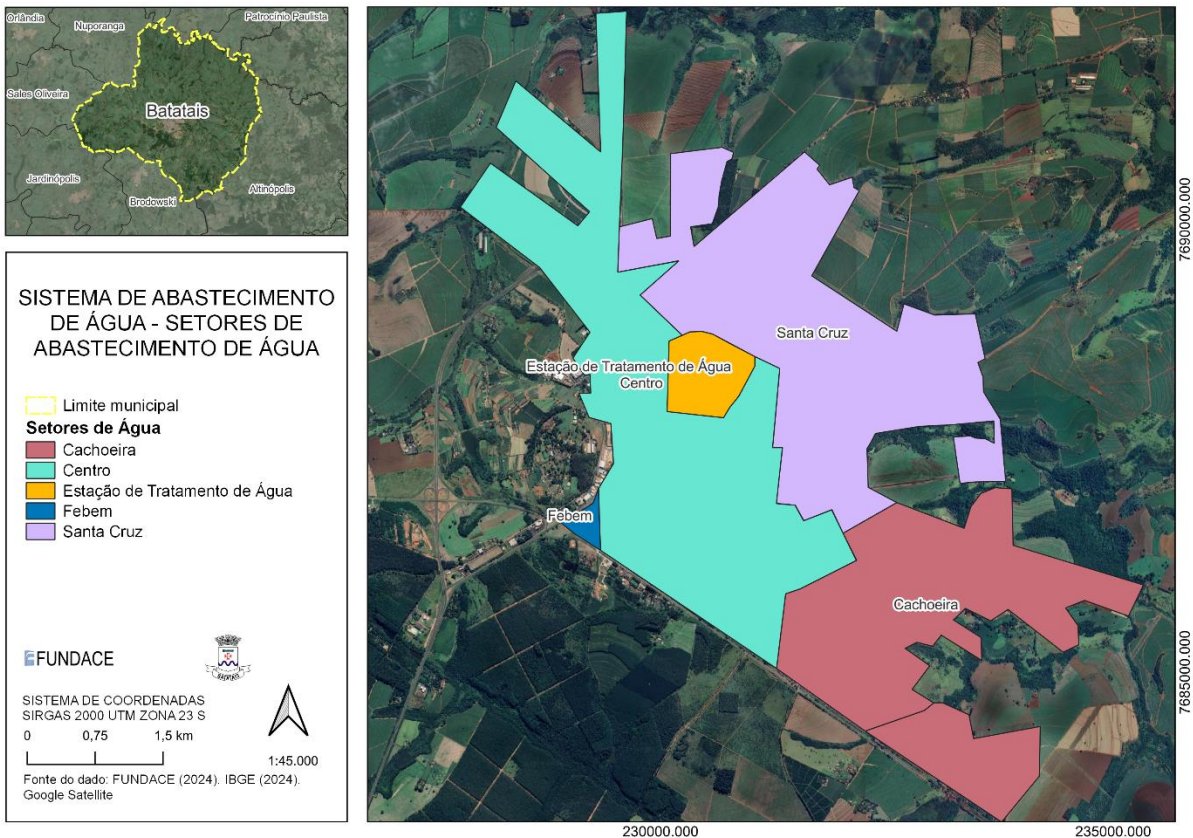 Orlândia
Nuporanga
Patrocínio Paulista
Sales Oliveira
Batatais
Jardinópolis
Brodowski
Altinópolis
SISTEMA DE ABASTECIMENTO
DE ÁGUA - SETORES DE
ABASTECIMENTO DE ÁGUA
Limite municipal
Setores de Água
Cachoeira
Centro
Estação de Tratamento de Água
Febem
Santa Cruz
FUNDACE
BATATAIS
SISTEMA DE COORDENADAS
SIRGAS 2000 UTM ZONA 23 S
0 0,75 1,5 km
1:45.000
Fonte do dado: FUNDACE (2024). IBGE (2024).
Google Satellite
Santa Cruz
Estação de Tratamento de Água
Centro
Febem
Cachoeira
7690000.000
7685000.000
230000.000
235000.000